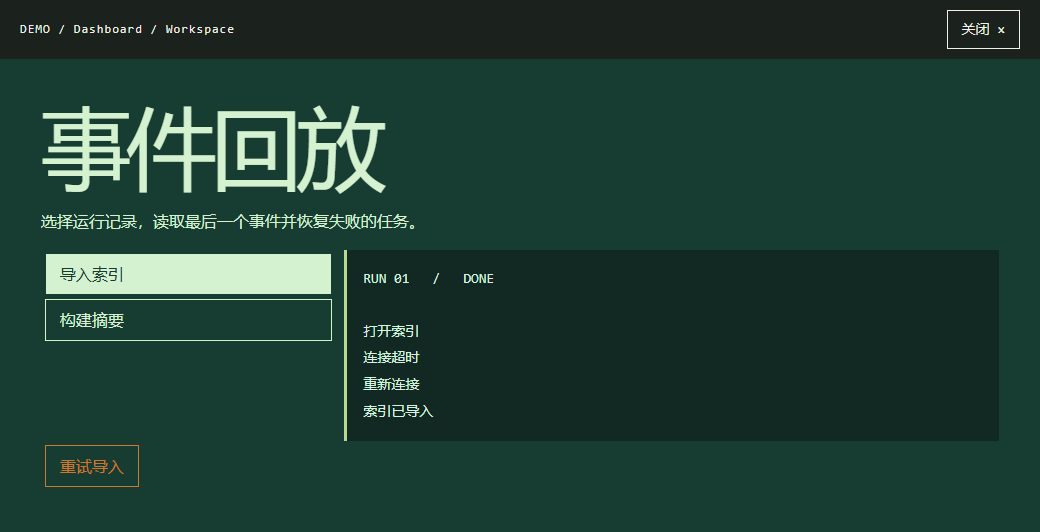 DEMO / Dashboard / Workspace
关闭 ×
事件回放
选择运行记录，读取最后一个事件并恢复失败的任务。
导入索引
构建摘要
RUN 01 / DONE
打开索引
连接超时
重新连接
索引已导入
重试导入